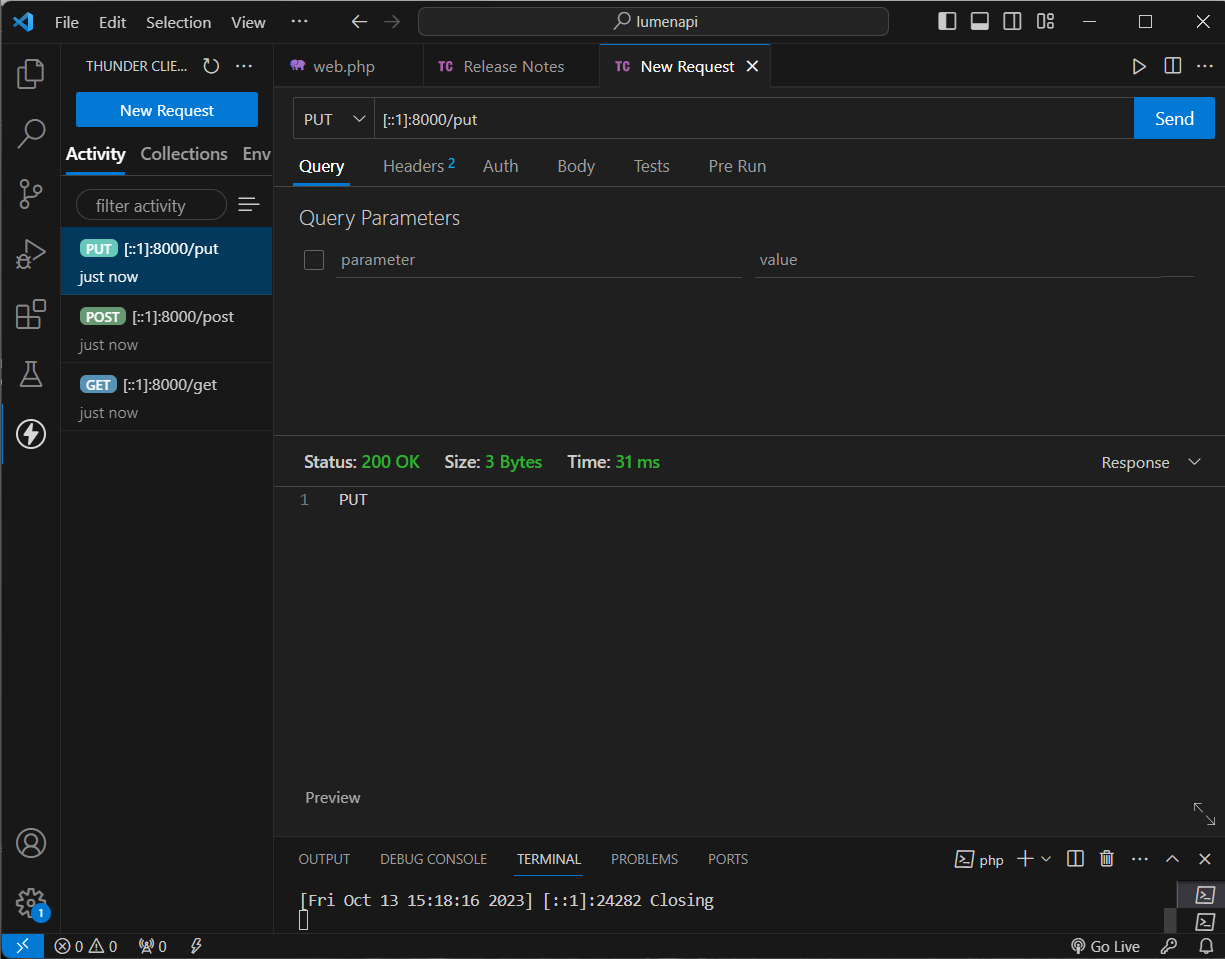 File Edit Selection View ··· lumenapi
THUNDER CLIE... ···
New Request
Activity Collections Env
filter activity
PUT [::1]:8000/put
just now
POST [::1]:8000/post
just now
GET [::1]:8000/get
just now
web.php TC Release Notes TC New Request
PUT [::1]:8000/put Send
Query Headers 2 Auth Body Tests Pre Run
Query Parameters
parameter value
Status: 200 OK Size: 3 Bytes Time: 31 ms Response
1 PUT
Preview
OUTPUT DEBUG CONSOLE TERMINAL PROBLEMS PORTS php
[Fri Oct 13 15:18:16 2023] [::1]:24282 Closing
1
0 0 0 Go Live